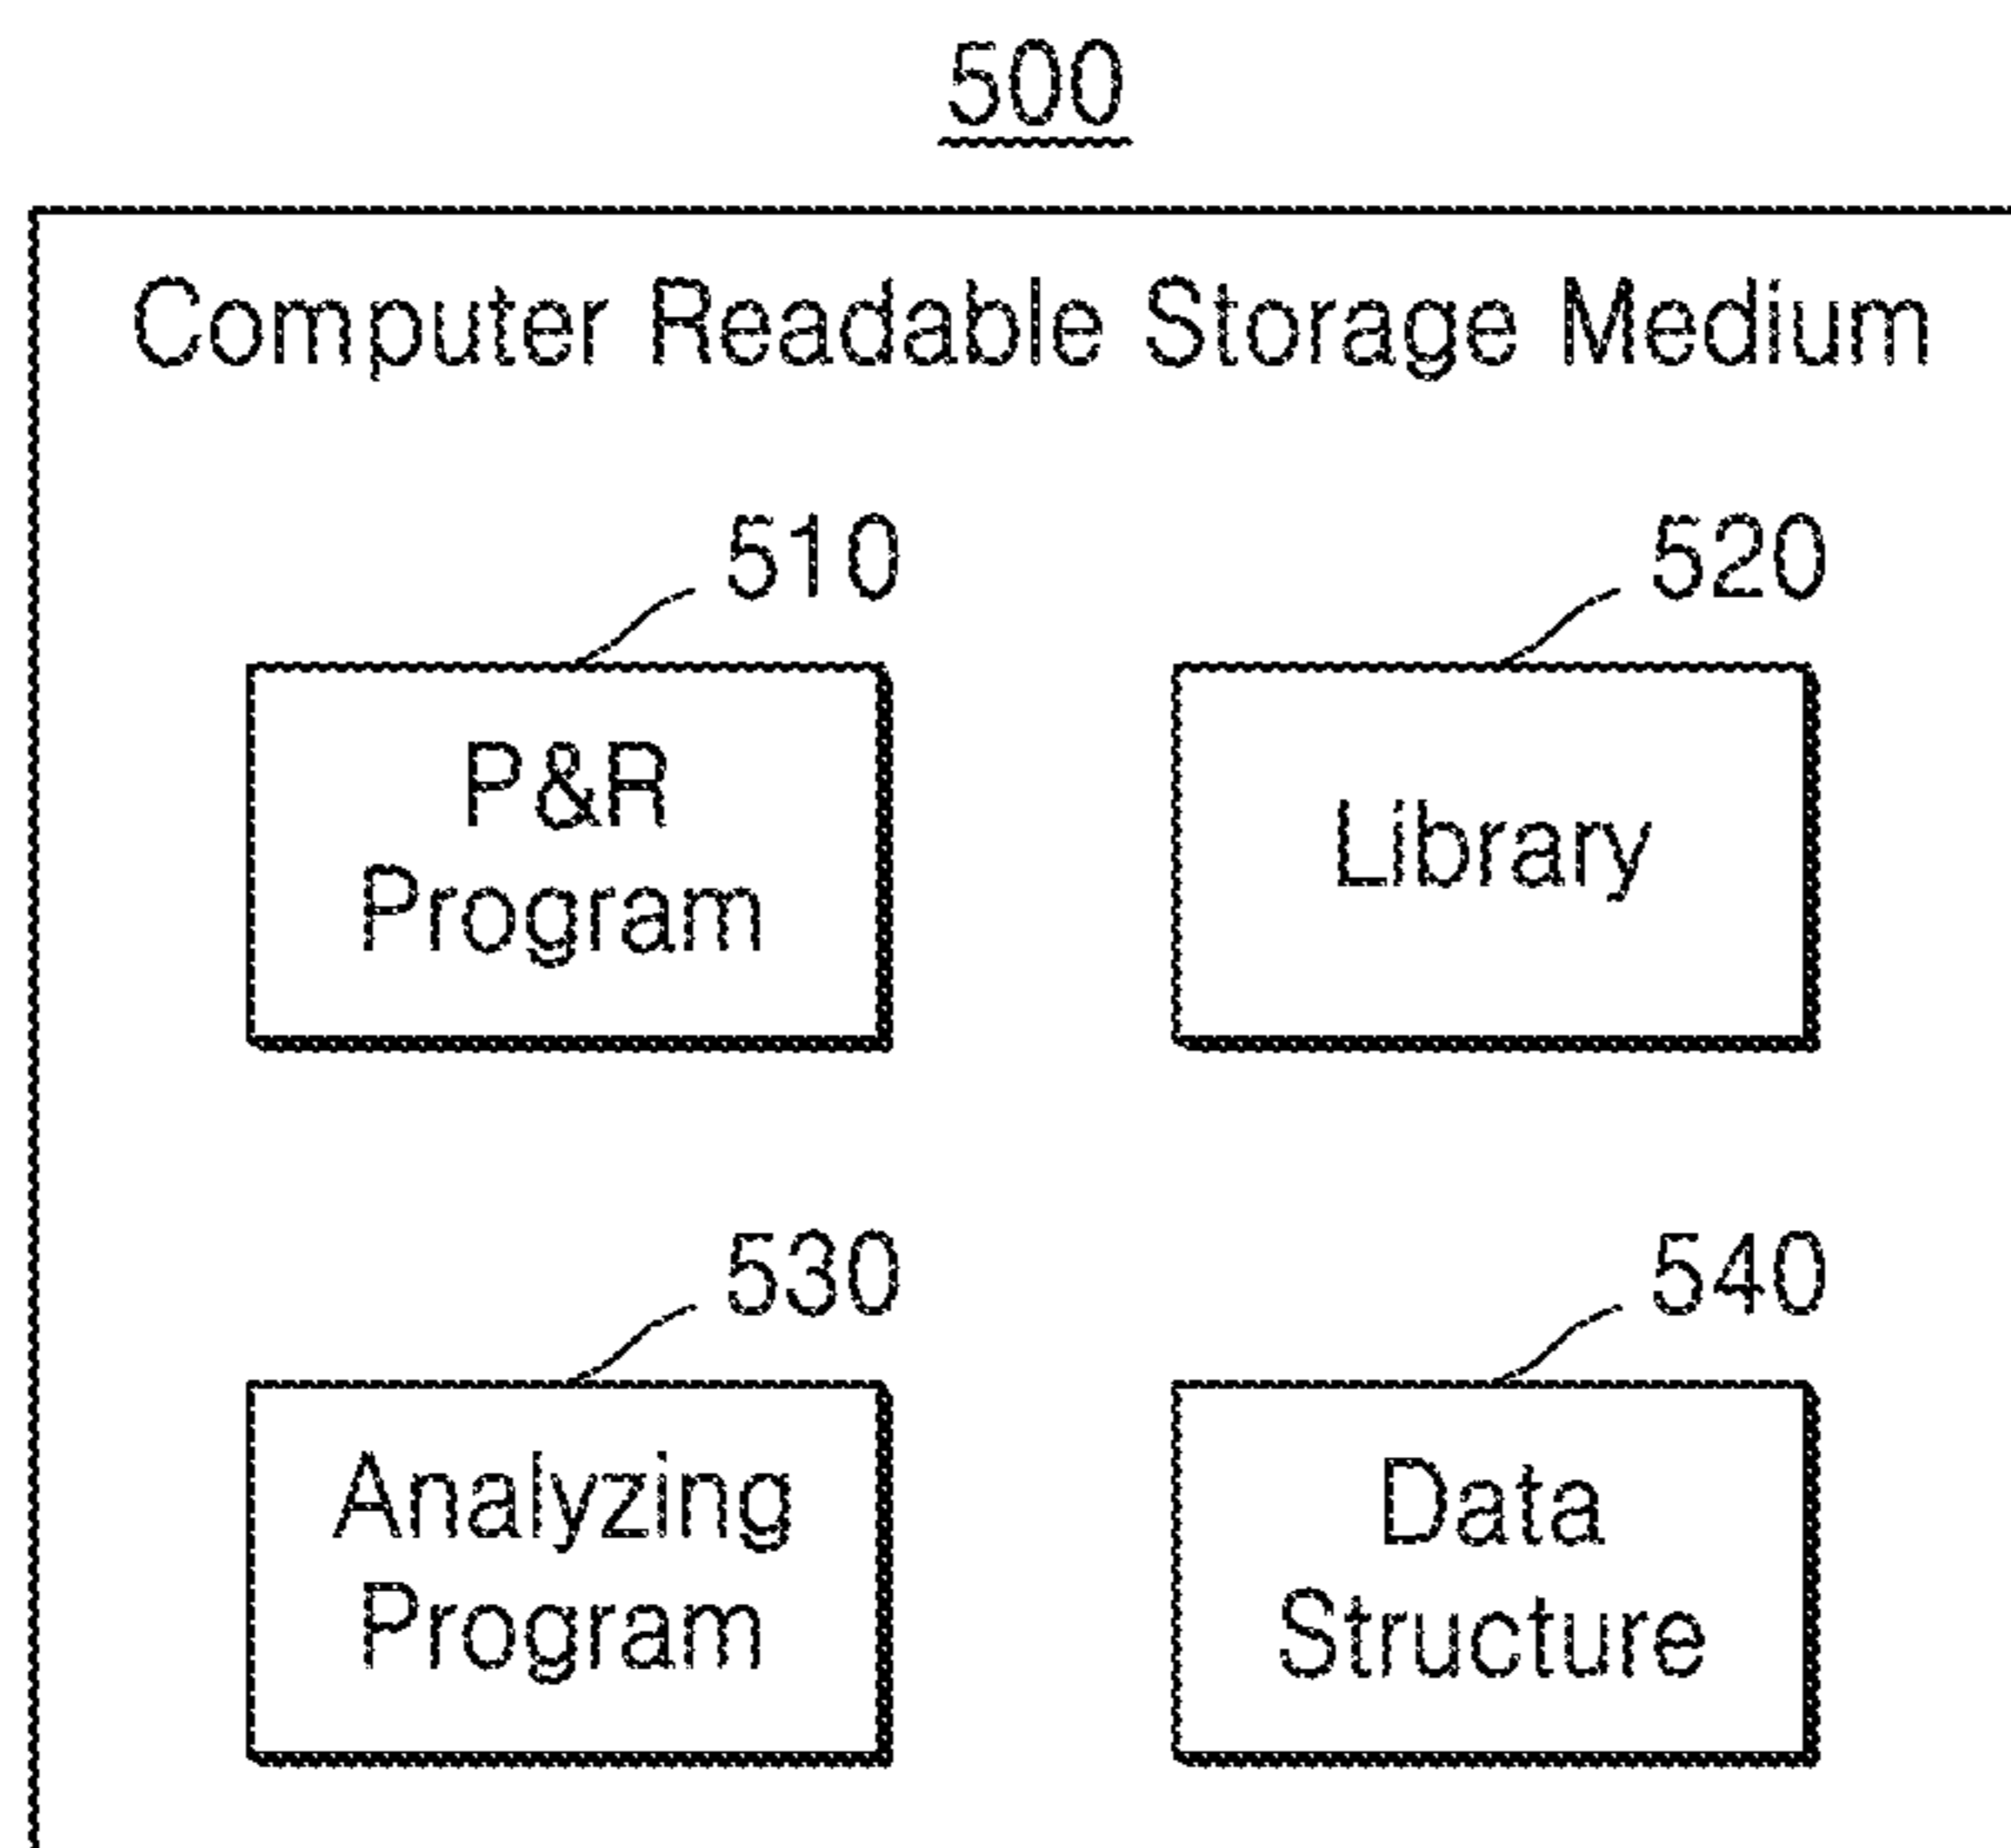 500
Computer Readable Storage Medium
510
520
P&R
Program
Library
530
540
Analyzing
Program
Data
Structure